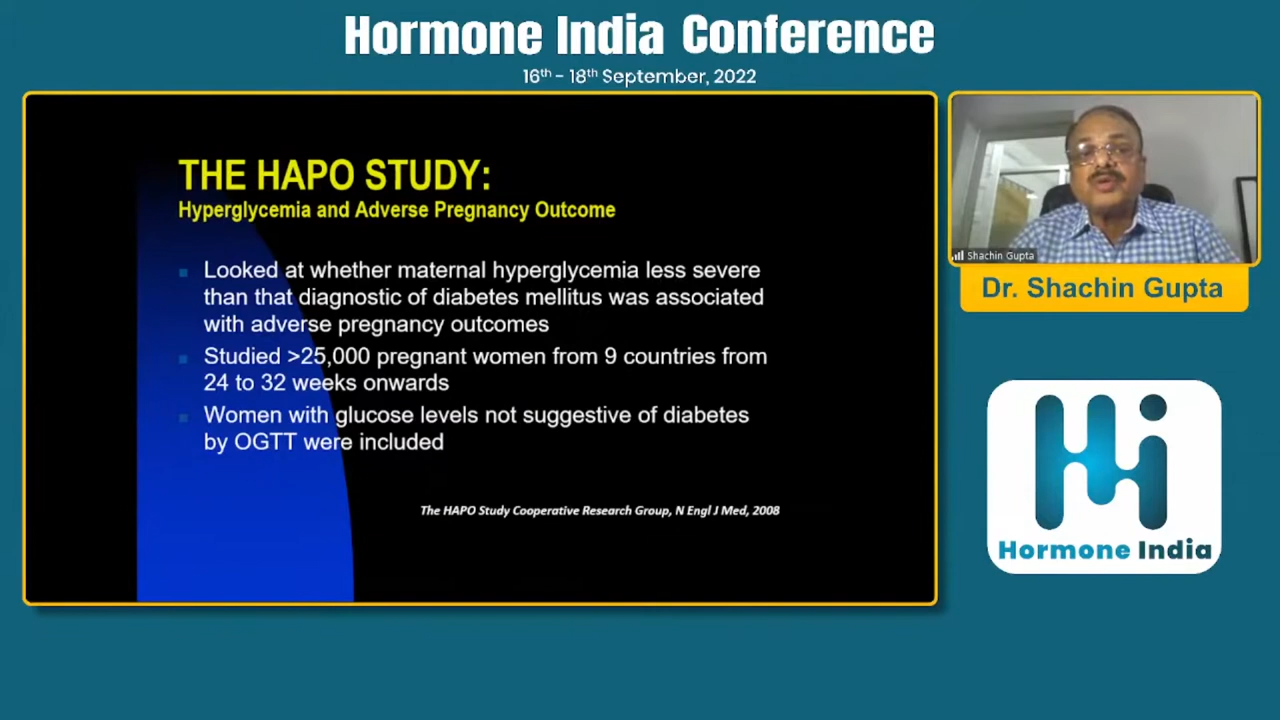 Hormone India Conference
16th - 18th September, 2022
THE HAPO STUDY:
Hyperglycemia and Adverse Pregnancy Outcome
Looked at whether maternal hyperglycemia less severe
than that diagnostic of diabetes mellitus was associated
with adverse pregnancy outcomes
Studied >25,000 pregnant women from 9 countries from
24 to 32 weeks onwards
Women with glucose levels not suggestive of diabetes
by OGTT were included
The HAPO Study Cooperative Research Group, N Engl J Med, 2008
Shachin Gupta
Dr. Shachin Gupta
Hi
Hormone India